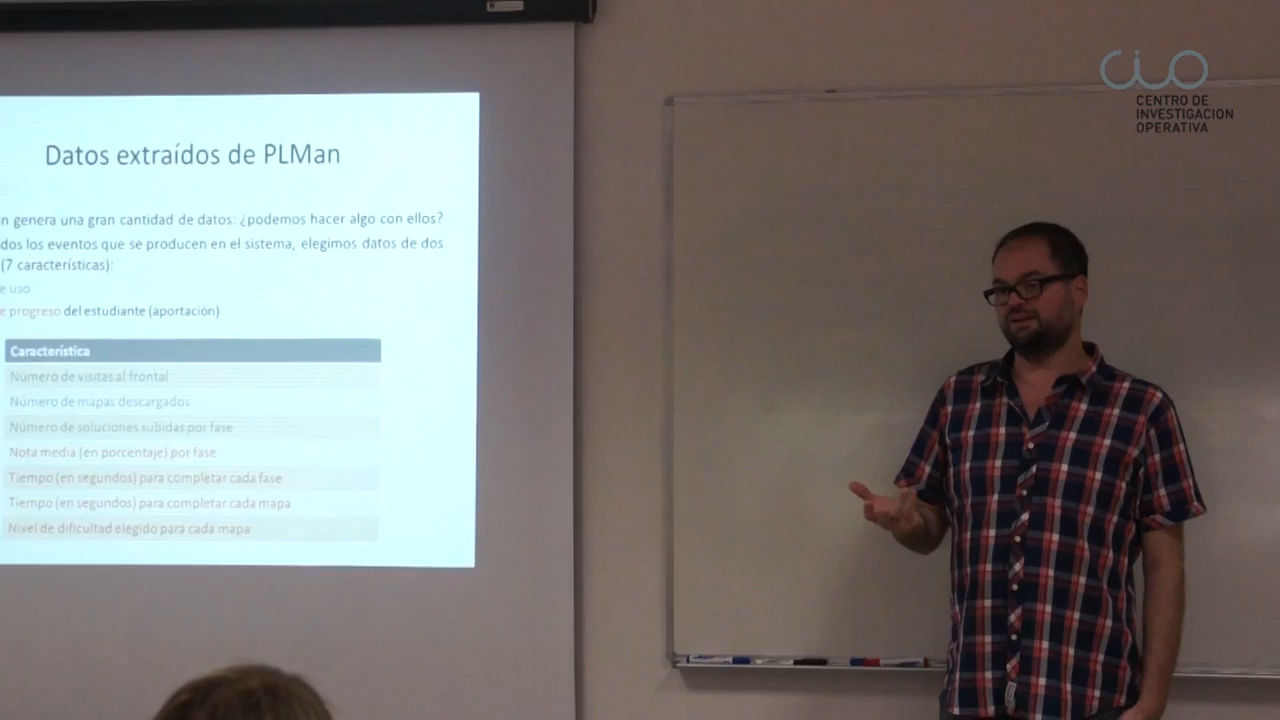 CIO
CENTRO DE
INVESTIGACION
OPERATIVA
Datos extraídos de PLMan
genera una gran cantidad de datos: ¿podemos hacer algo con ellos?
los eventos que se producen en el sistema, elegimos datos de dos
(7 características):
uso
progreso del estudiante (aportación)
Característica
Número de visitas al frontal
Número de mapas descargados
Número de soluciones subidas por fase
Nota media (en porcentaje) por fase
Tiempo (en segundos) para completar cada fase
Tiempo (en segundos) para completar cada mapa
Nivel de dificultad elegido para cada mapa